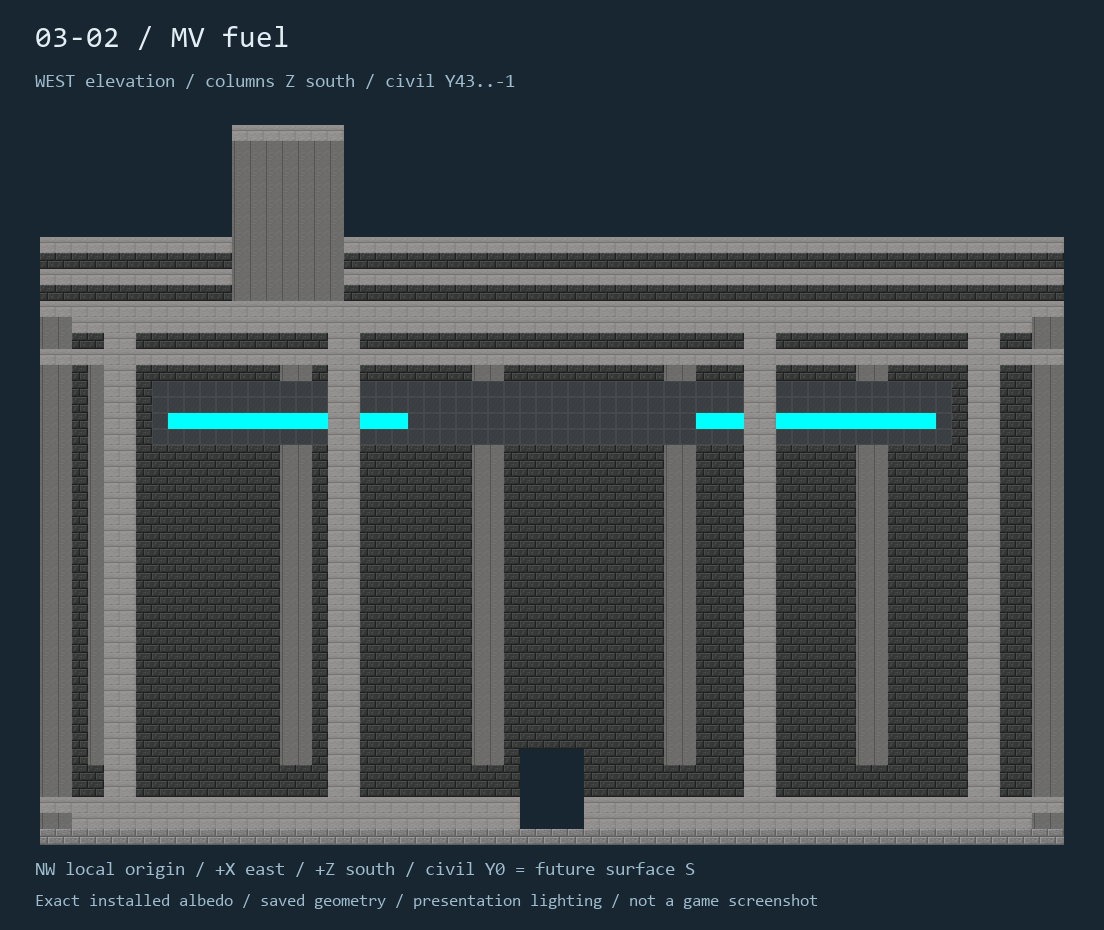 03-02 / MV fuel
WEST elevation / columns Z south / civil Y43..-1
NW local origin / +X east / +Z south / civil Y0 = future surface S
Exact installed albedo / saved geometry / presentation lighting / not a game screenshot